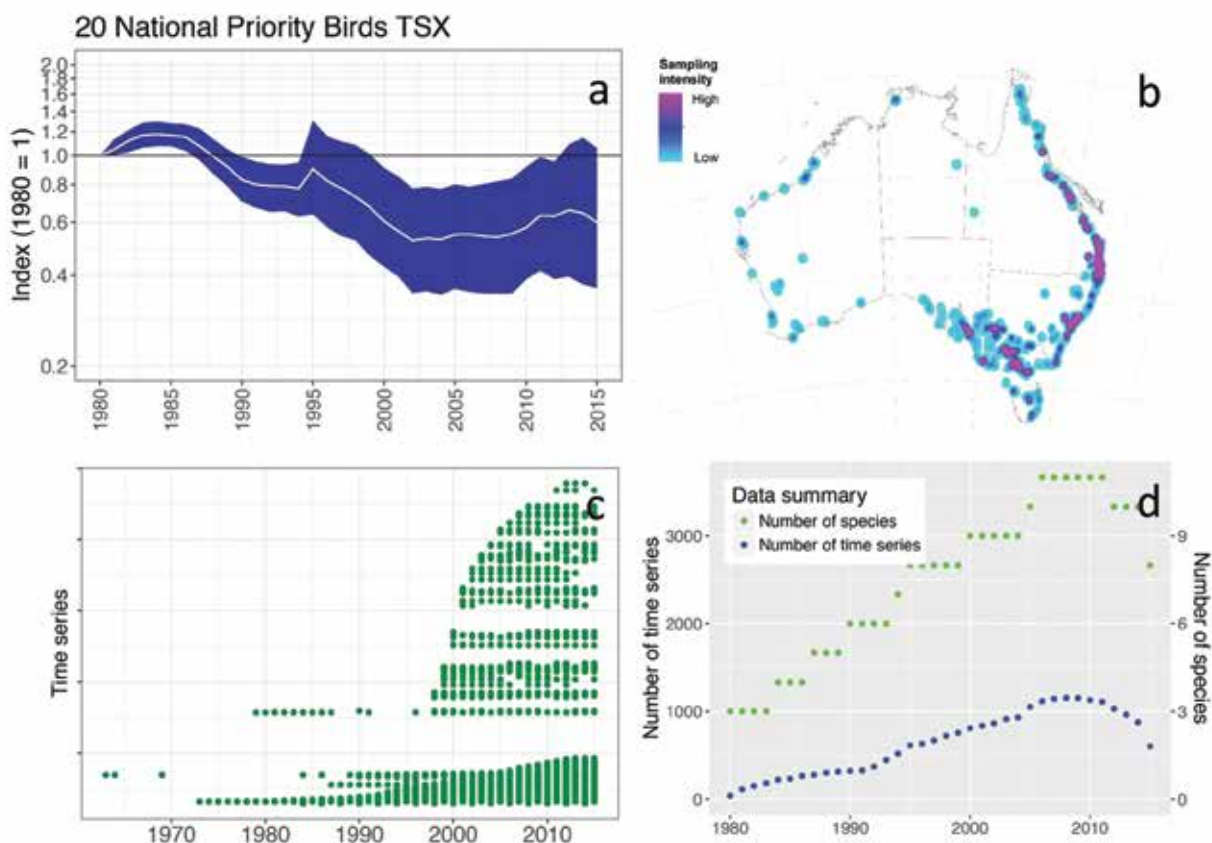 20 National Priority Birds TSX
a
Index (1980 = 1)
2.0
1.8
1.6
1.4
1.2
1.0
0.8
0.6
0.4
0.2
1980
1985
1990
1995
2000
2005
2010
2015
b
Sampling
intensity
High
Low
c
Time series
1970
1980
1990
2000
2010
d
Data summary
Number of species
Number of time series
Number of time series
3000
2000
1000
0
Number of species
9
6
3
0
1980
1990
2000
2010